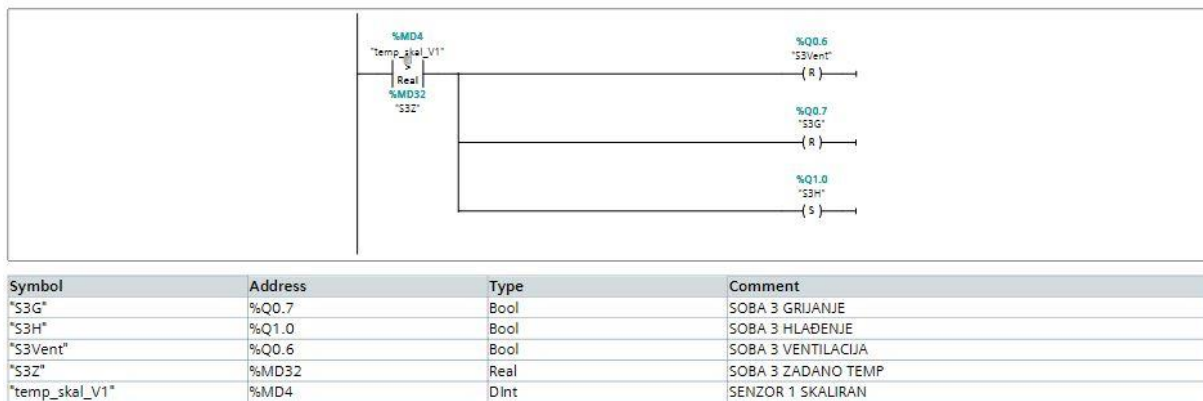 %MD4
"temp_skal_V1"
>
Real
%MD32
"S3Z"
%Q0.6
"S3Vent"
( R )
%Q0.7
"S3G"
( R )
%Q1.0
"S3H"
( S )
Symbol Address Type Comment
"S3G" %Q0.7 Bool SOBA 3 GRIJANJE
"S3H" %Q1.0 Bool SOBA 3 HLAĐENJE
"S3Vent" %Q0.6 Bool SOBA 3 VENTILACIJA
"S3Z" %MD32 Real SOBA 3 ZADANO TEMP
"temp_skal_V1" %MD4 DInt SENZOR 1 SKALIRAN